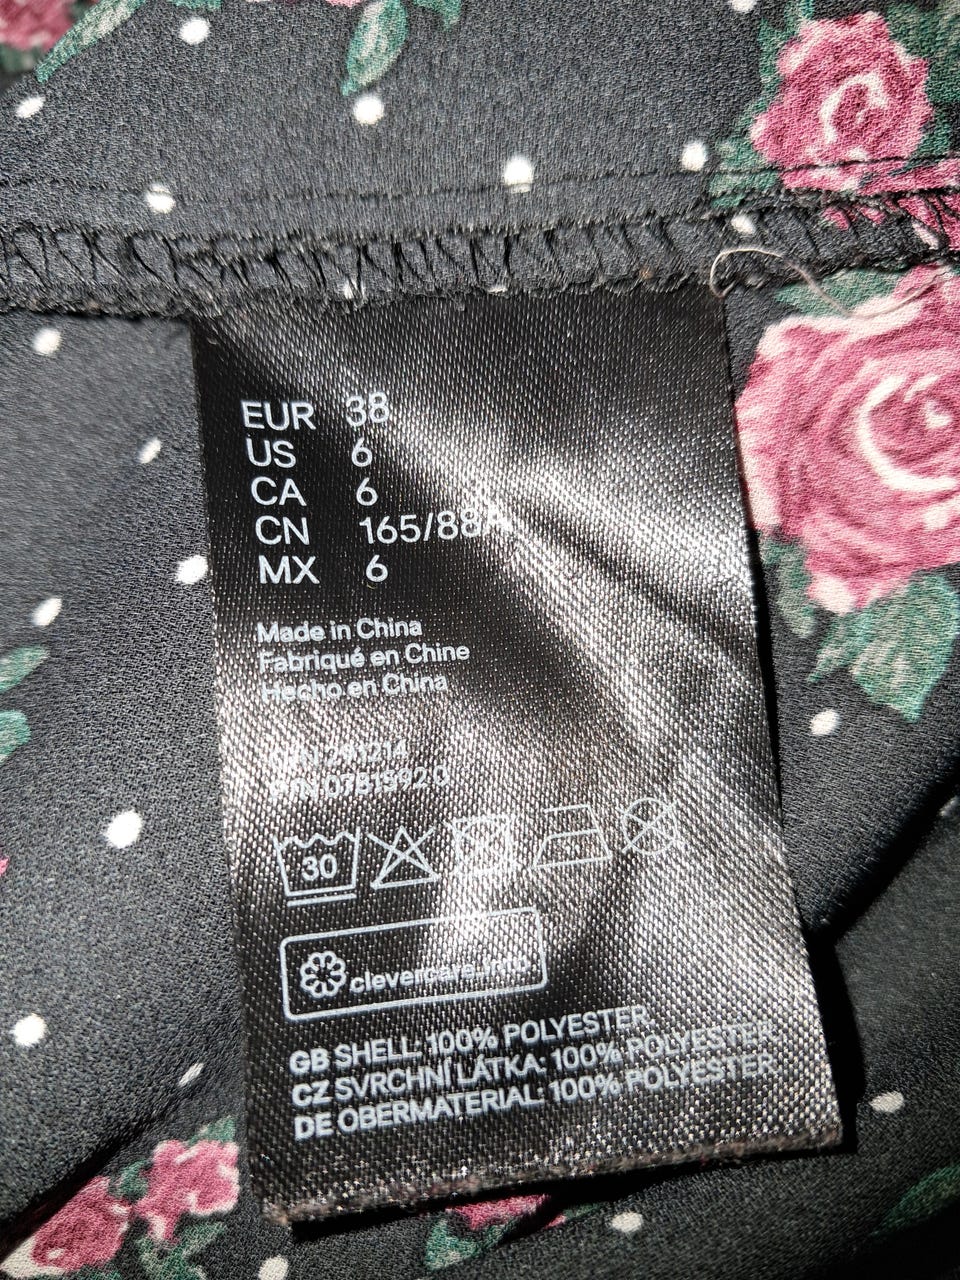 EUR 38
US 6
CA 6
CN 165/88A
MX 6
Made in China
Fabriqué en Chine
Hecho en China
30
clevercare.info
GB SHELL: 100% POLYESTER
CZ SVRCHNÍ LÁTKA: 100% POLYESTER
DE OBERMATERIAL: 100% POLYESTER